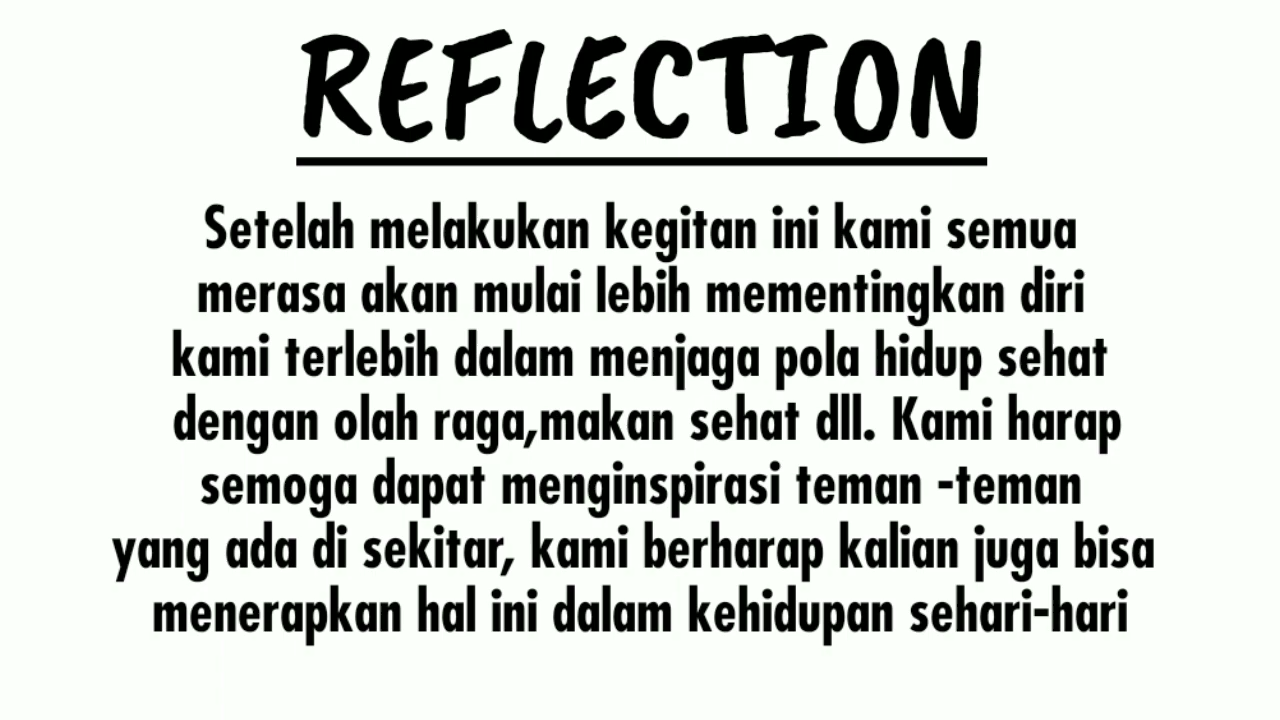 REFLECTION
Setelah melakukan kegitan ini kami semua
merasa akan mulai lebih mementingkan diri
kami terlebih dalam menjaga pola hidup sehat
dengan olah raga,makan sehat dll. Kami harap
semoga dapat menginspirasi teman -teman
yang ada di sekitar, kami berharap kalian juga bisa
menerapkan hal ini dalam kehidupan sehari-hari